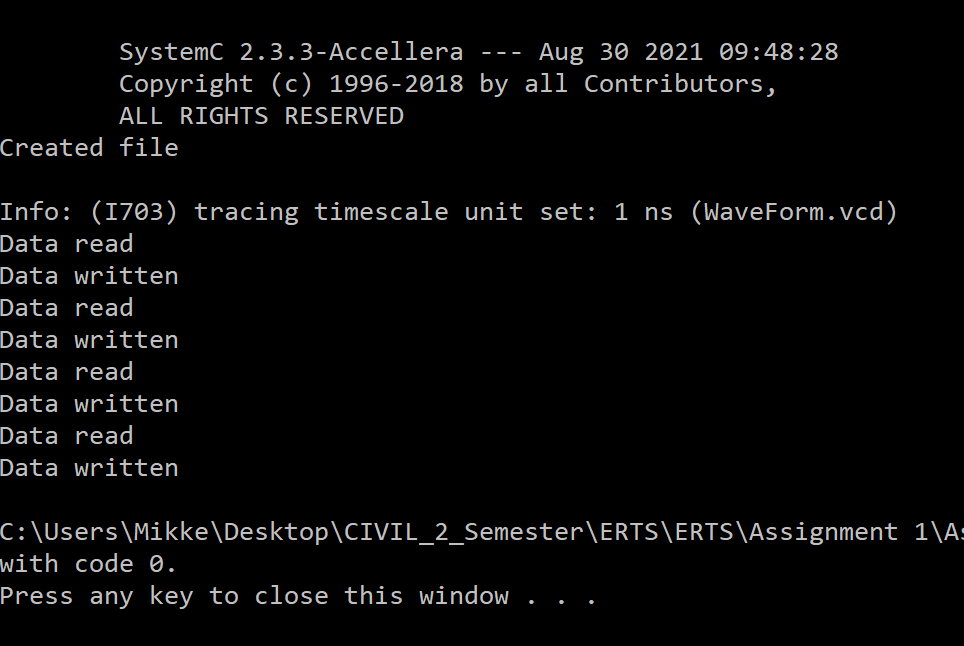 SystemC 2.3.3-Accellera --- Aug 30 2021 09:48:28
Copyright (c) 1996-2018 by all Contributors,
ALL RIGHTS RESERVED
Created file
Info: (I703) tracing timescale unit set: 1 ns (WaveForm.vcd)
Data read
Data written
Data read
Data written
Data read
Data written
Data read
Data written
C:\Users\Mikke\Desktop\CIVIL_2_Semester\ERTS\ERTS\Assignment 1\As
with code 0.
Press any key to close this window . . .